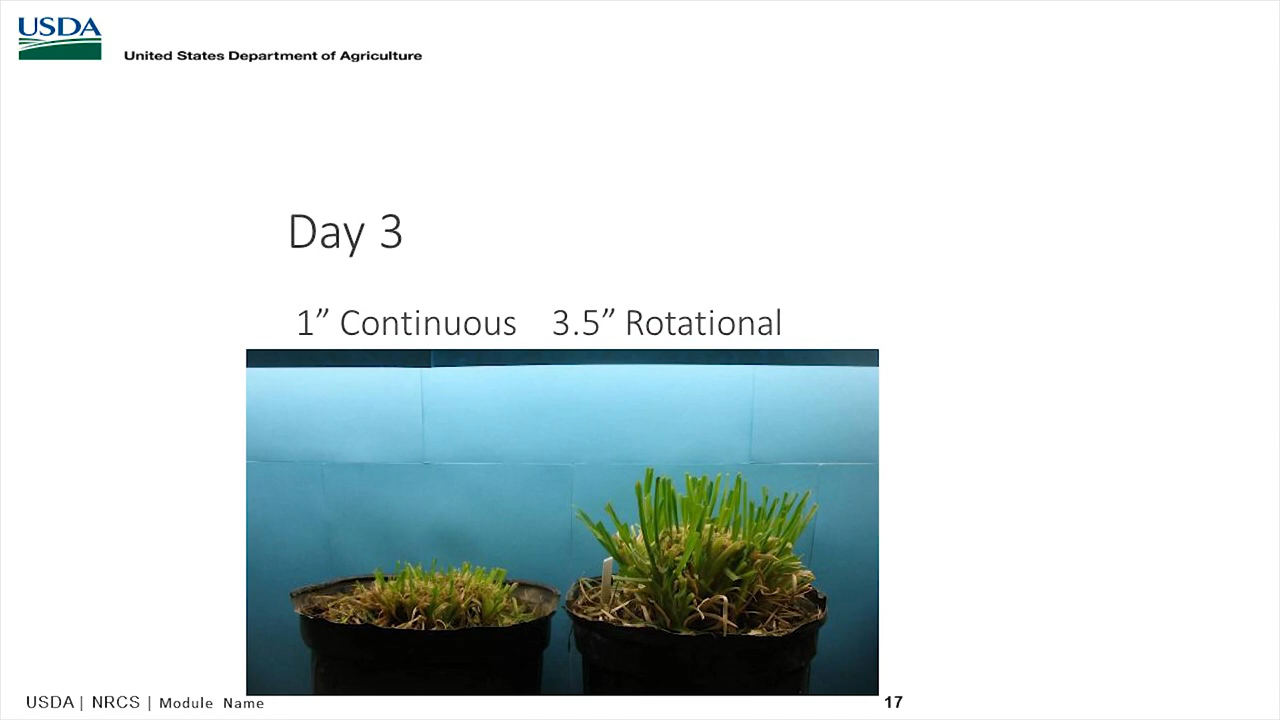 USDA
United States Department of Agriculture
Day 3
1” Continuous 3.5” Rotational
USDA | NRCS | Module Name 17